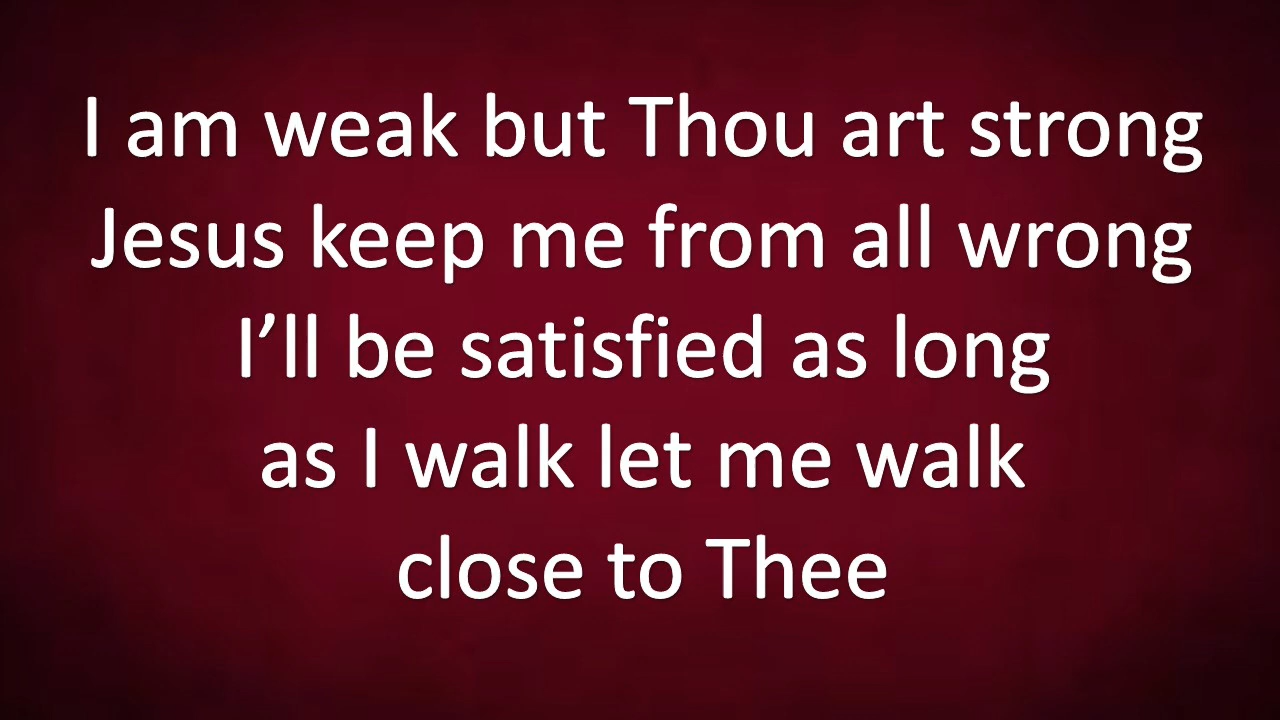 I am weak but Thou art strong
Jesus keep me from all wrong
I’ll be satisfied as long
as I walk let me walk
close to Thee